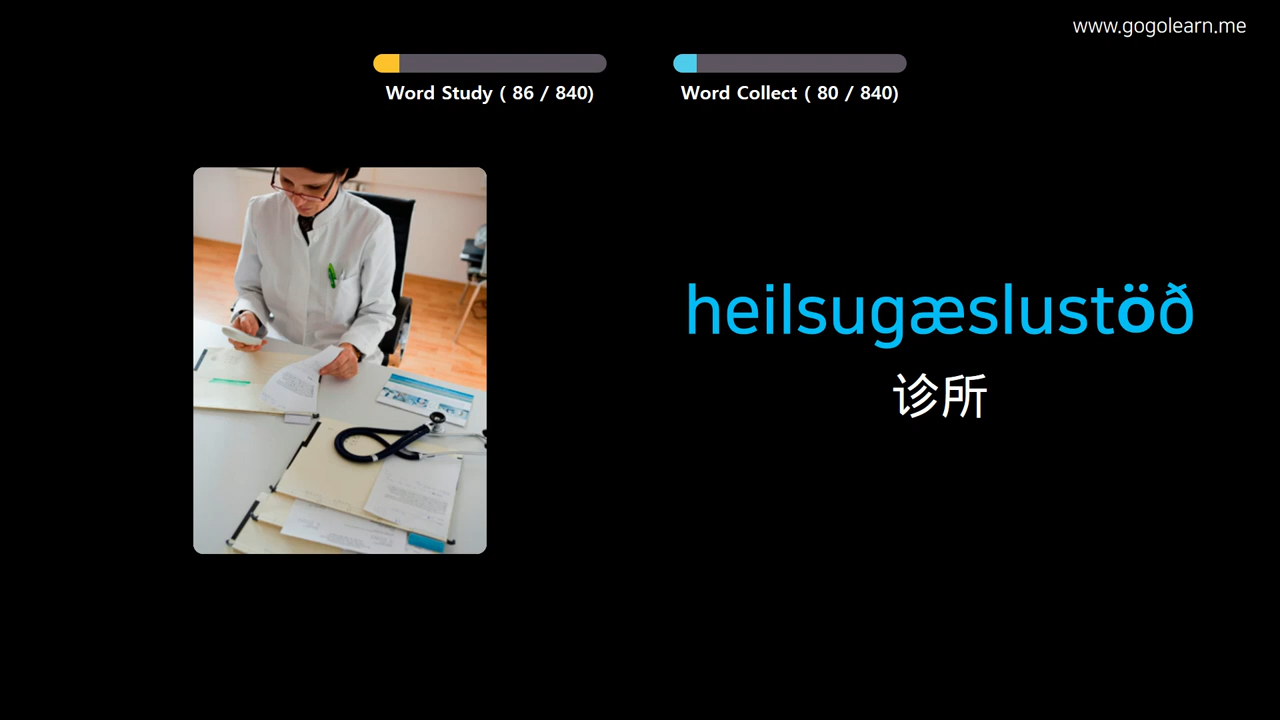 www.gogolearn.me
Word Study ( 86 / 840)
Word Collect ( 80 / 840)
heilsugæslustöð
诊所